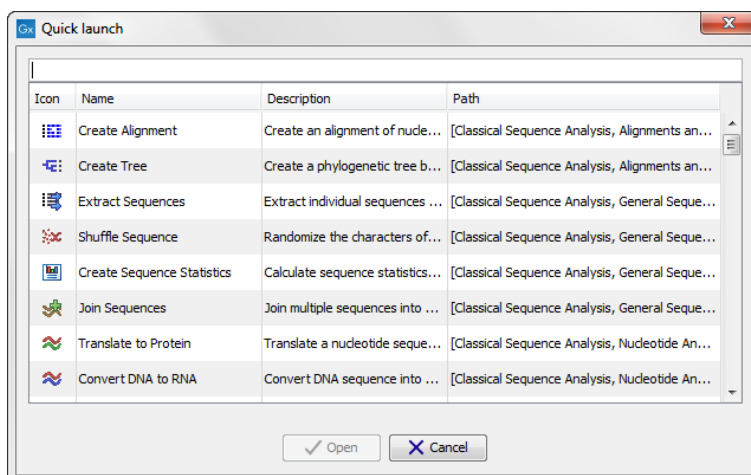 Gx Quick launch
Icon Name Description Path
Create Alignment Create an alignment of nucle... [Classical Sequence Analysis, Alignments an...
Create Tree Create a phylogenetic tree b... [Classical Sequence Analysis, Alignments an...
Extract Sequences Extract individual sequences ... [Classical Sequence Analysis, General Seque...
Shuffle Sequence Randomize the characters of... [Classical Sequence Analysis, General Seque...
Create Sequence Statistics Calculate sequence statistics... [Classical Sequence Analysis, General Seque...
Join Sequences Join multiple sequences into ... [Classical Sequence Analysis, General Seque...
Translate to Protein Translate a nucleotide seque... [Classical Sequence Analysis, Nucleotide An...
Convert DNA to RNA Convert DNA sequence into ... [Classical Sequence Analysis, Nucleotide An...
Open Cancel